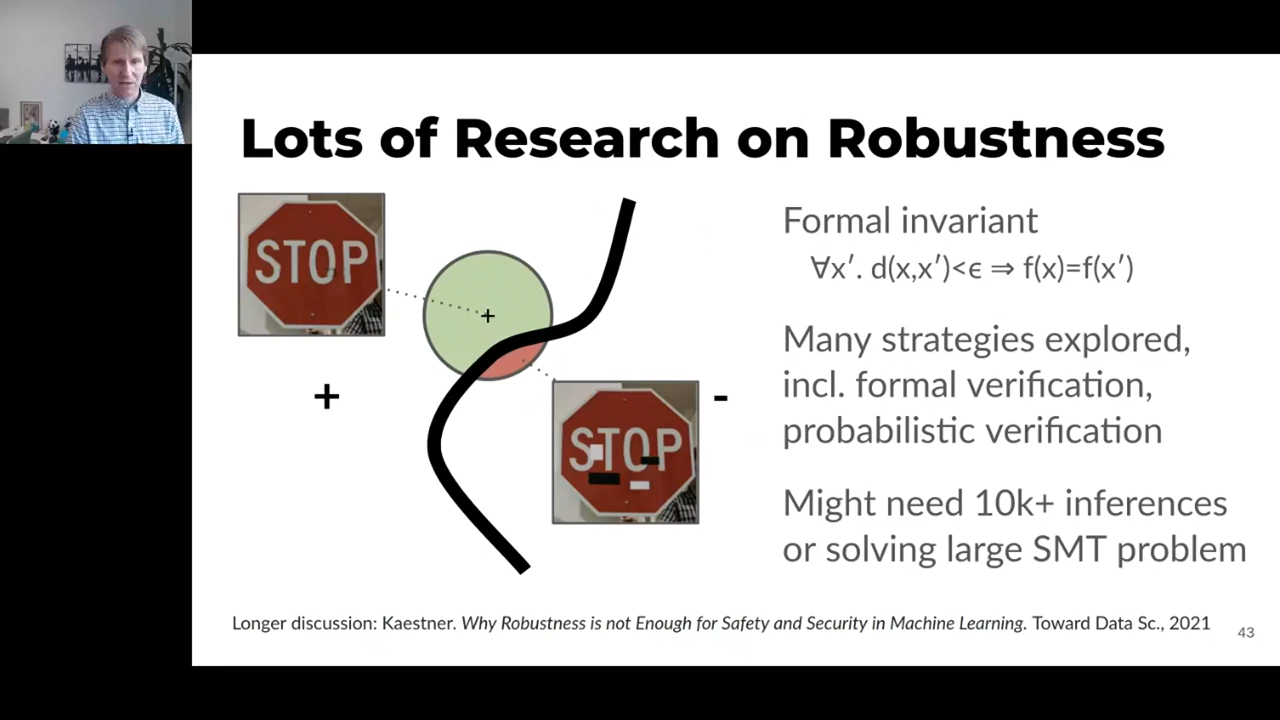 Lots of Research on Robustness
STOP
+
+
STOP
-
Formal invariant
∀x′. d(x,x′)<ϵ ⇒ f(x)=f(x′)
Many strategies explored,
incl. formal verification,
probabilistic verification
Might need 10k+ inferences
or solving large SMT problem
Longer discussion: Kaestner. Why Robustness is not Enough for Safety and Security in Machine Learning. Toward Data Sc., 2021
43